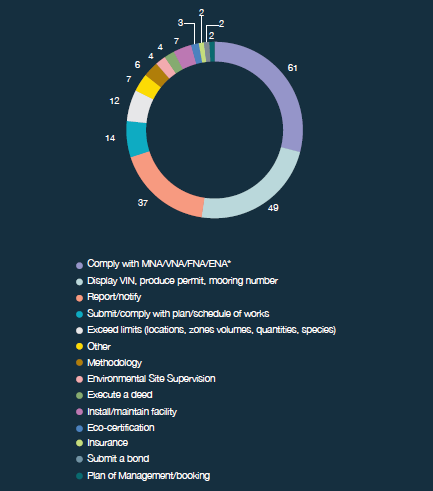 2
3
2
2
7
4
4
6
7
12
14
37
49
61
Comply with MNA/VNA/FNA/ENA*
Display VIN, produce permit, mooring number
Report/notify
Submit/comply with plan/schedule of works
Exceed limits (locations, zones volumes, quantities, species)
Other
Methodology
Environmental Site Supervision
Execute a deed
Install/maintain facility
Eco-certification
Insurance
Submit a bond
Plan of Management/booking